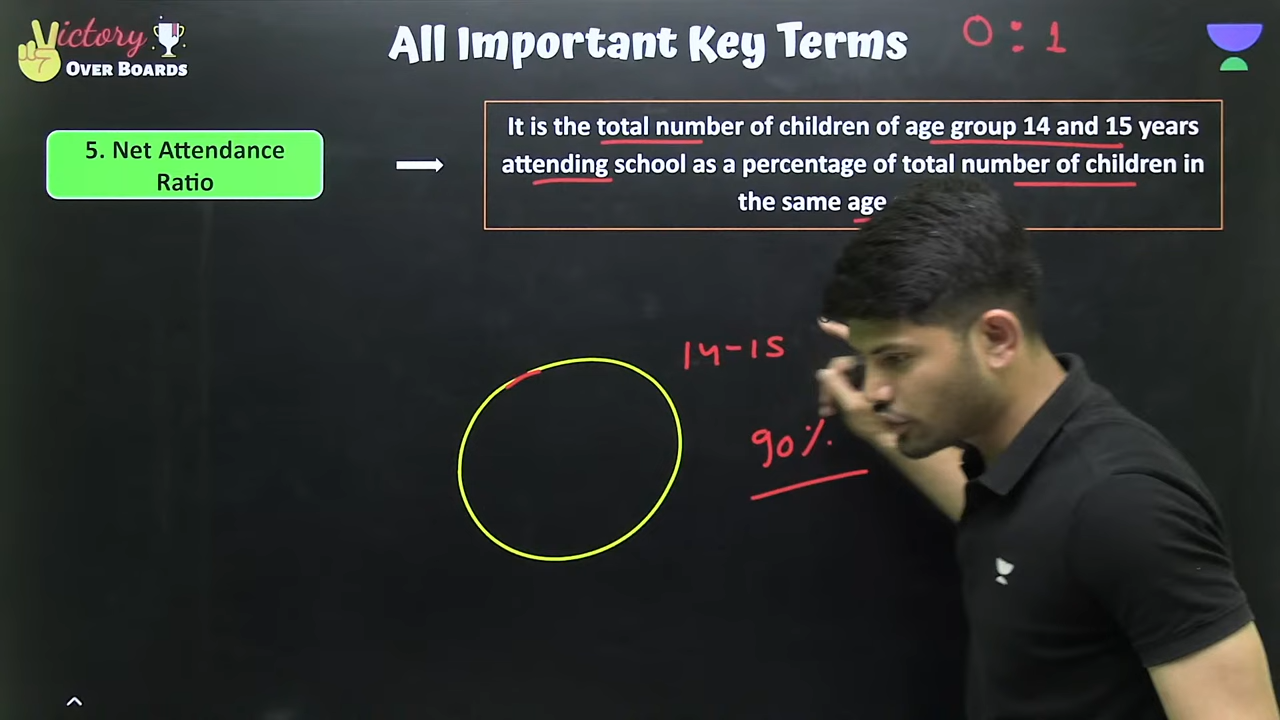 Victory
OVER BOARDS
All Important Key Terms
0 : 1
5. Net Attendance
Ratio
It is the total number of children of age group 14 and 15 years
attending school as a percentage of total number of children in
the same age
14-15
90%